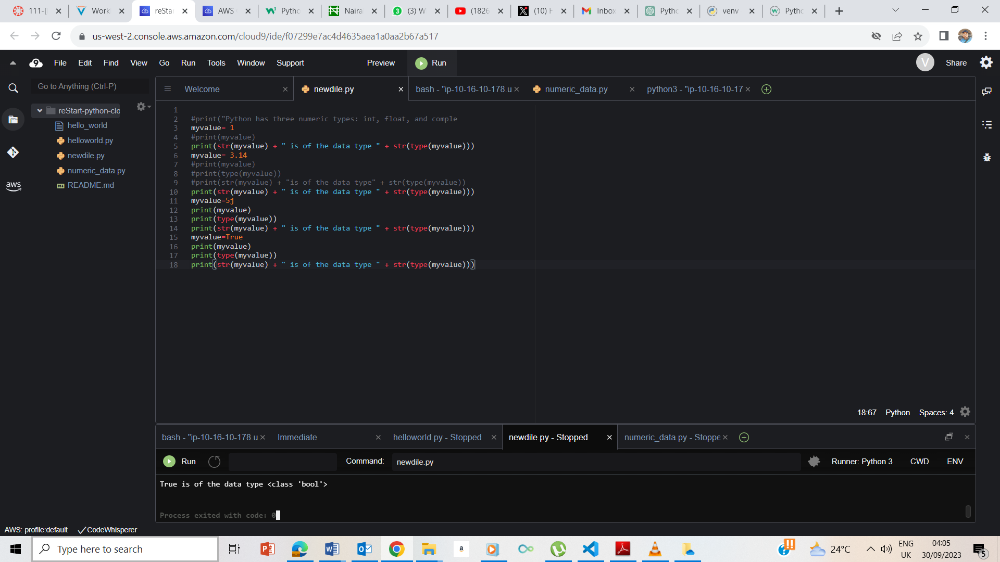 111-[
Work
reStar
AWS
Pytho
Naira
(3) W
(1826
(10) H
Inbox
Pytho
venv
Pytho
us-west-2.console.aws.amazon.com/cloud9/ide/f07299e7ac4d4635aea1a0aa2b67a517
File Edit Find View Go Run Tools Window Support Preview Run V Share
Go to Anything (Ctrl-P)
Welcome
newdile.py
bash - "ip-10-16-10-178.u
numeric_data.py
python3 - "ip-10-16-10-17
reStart-python-clo
hello_world
helloworld.py
newdile.py
numeric_data.py
README.md
aws
1
2 #print("Python has three numeric types: int, float, and comple
3 myvalue= 1
4 #print(myvalue)
5 print(str(myvalue) + " is of the data type " + str(type(myvalue)))
6 myvalue= 3.14
7 #print(myvalue)
8 #print(type(myvalue))
9 #print(str(myvalue) + "is of the data type" + str(type(myvalue))
10 print(str(myvalue) + " is of the data type " + str(type(myvalue)))
11 myvalue=5j
12 print(myvalue)
13 print(type(myvalue))
14 print(str(myvalue) + " is of the data type " + str(type(myvalue)))
15 myvalue=True
16 print(myvalue)
17 print(type(myvalue))
18 print(str(myvalue) + " is of the data type " + str(type(myvalue)))
18:67 Python Spaces: 4
bash - "ip-10-16-10-178.u
Immediate
helloworld.py - Stopped
newdile.py - Stopped
numeric_data.py - Stoppe
Run
Command:
newdile.py
Runner: Python 3
CWD
ENV
True is of the data type <class 'bool'>
Process exited with code: 0
AWS: profile:default CodeWhisperer
Type here to search
24°C
ENG
UK
04:05
30/09/2023
5